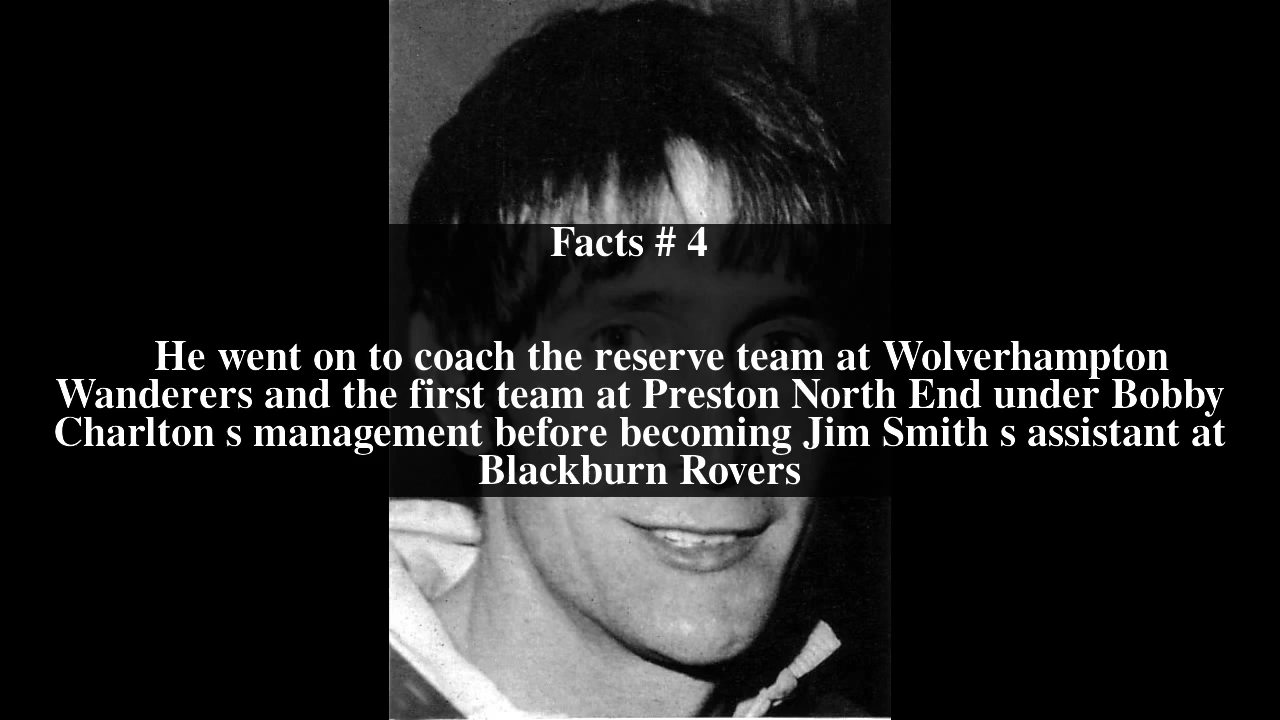 Facts # 4
He went on to coach the reserve team at Wolverhampton
Wanderers and the first team at Preston North End under Bobby
Charlton s management before becoming Jim Smith s assistant at
Blackburn Rovers